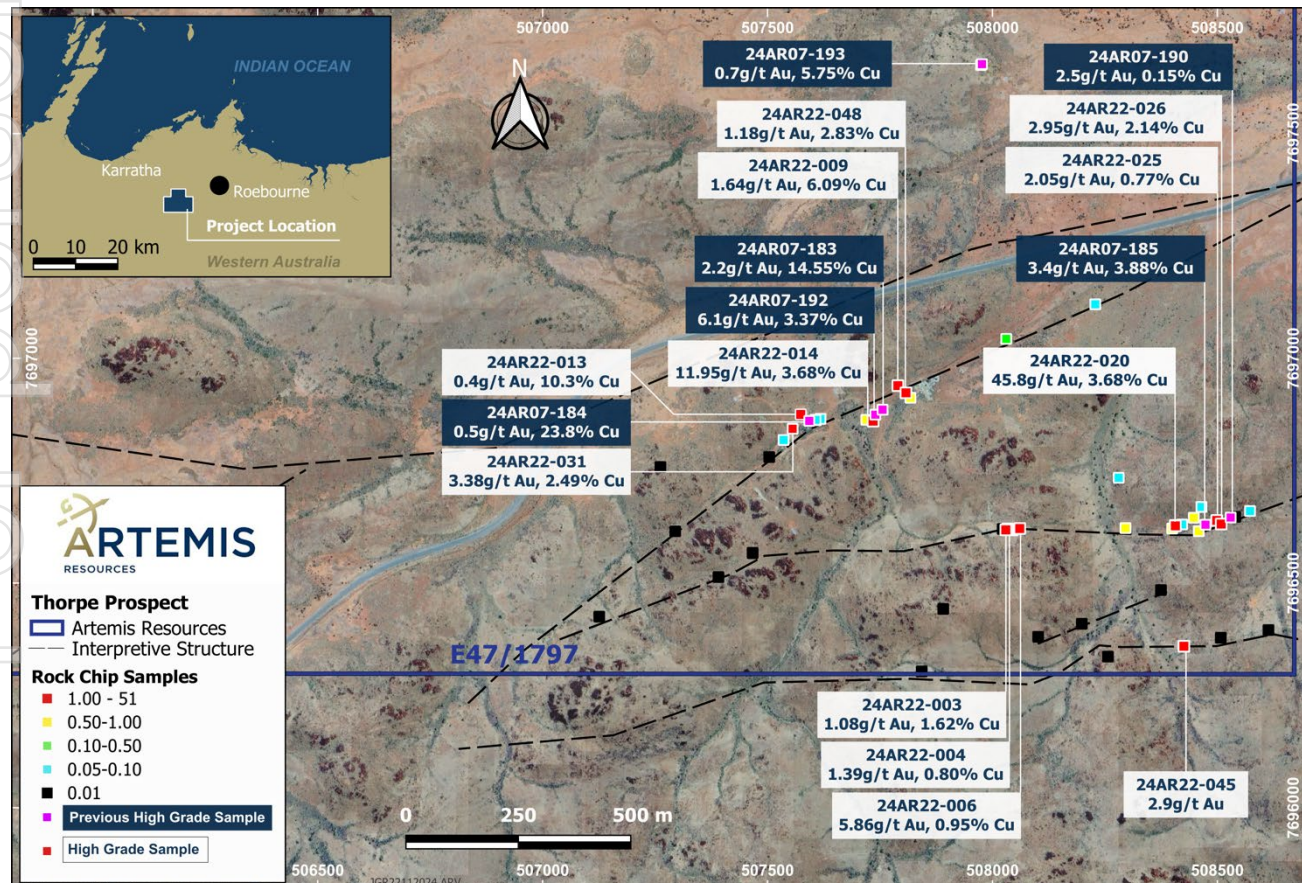 507000
507500
508000
508500
INDIAN OCEAN
Karratha
Roebourne
Project Location
0 10 20 km
Western Australia
N
24AR07-193
0.7g/t Au, 5.75% Cu
24AR22-048
1.18g/t Au, 2.83% Cu
24AR22-009
1.64g/t Au, 6.09% Cu
24AR07-190
2.5g/t Au, 0.15% Cu
24AR22-026
2.95g/t Au, 2.14% Cu
24AR22-025
2.05g/t Au, 0.77% Cu
7697500
24AR07-183
2.2g/t Au, 14.55% Cu
24AR07-192
6.1g/t Au, 3.37% Cu
24AR22-014
11.95g/t Au, 3.68% Cu
24AR07-185
3.4g/t Au, 3.88% Cu
24AR22-020
45.8g/t Au, 3.68% Cu
7697000
7697000
24AR22-013
0.4g/t Au, 10.3% Cu
24AR07-184
0.5g/t Au, 23.8% Cu
24AR22-031
3.38g/t Au, 2.49% Cu
ARTEMIS
RESOURCES
Thorpe Prospect
Artemis Resources
Interpretive Structure
Rock Chip Samples
1.00 - 51
0.50-1.00
0.10-0.50
0.05-0.10
0.01
Previous High Grade Sample
High Grade Sample
E47/1797
7696500
24AR22-003
1.08g/t Au, 1.62% Cu
24AR22-004
1.39g/t Au, 0.80% Cu
24AR22-006
5.86g/t Au, 0.95% Cu
24AR22-045
2.9g/t Au
7696000
0 250 500 m
506500
507000
507500
508000
508500